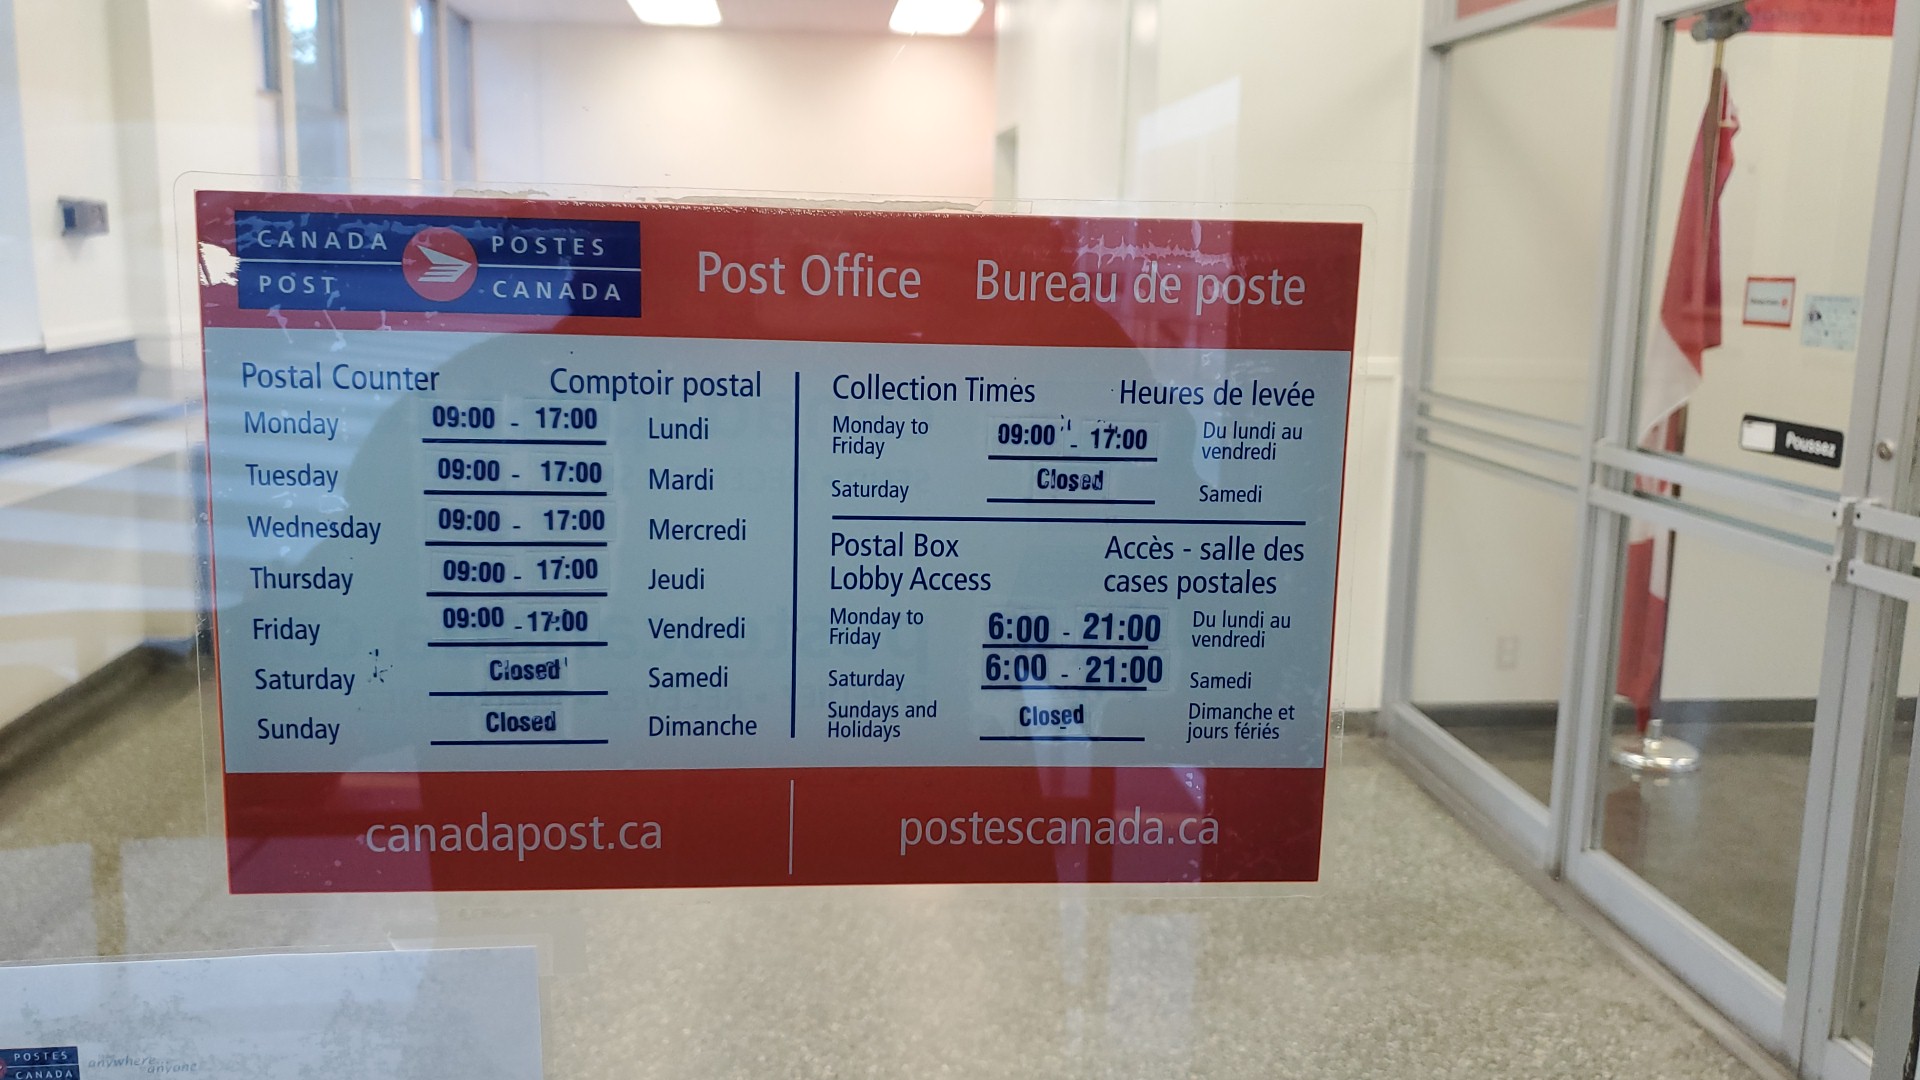 CANADA POSTES
POST CANADA
Post Office Bureau de poste
Postal Counter Comptoir postal
Monday 09:00 - 17:00 Lundi
Tuesday 09:00 - 17:00 Mardi
Wednesday 09:00 - 17:00 Mercredi
Thursday 09:00 - 17:00 Jeudi
Friday 09:00 - 17:00 Vendredi
Saturday Closed Samedi
Sunday Closed Dimanche
Collection Times Heures de levée
Monday to Friday 09:00 - 17:00 Du lundi au vendredi
Saturday Closed Samedi
Postal Box Accès - salle des
Lobby Access cases postales
Monday to Friday 6:00 - 21:00 Du lundi au vendredi
Saturday 6:00 - 21:00 Samedi
Sundays and Holidays Closed Dimanche et jours fériés
canadapost.ca postescanada.ca
Poussez
POSTES
CANADA
anywhere...
anyone